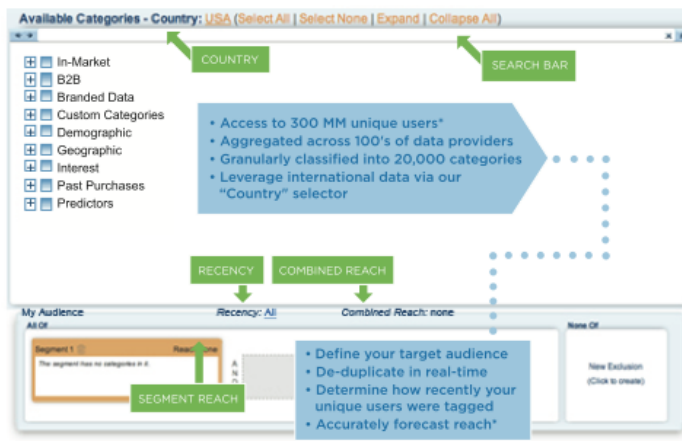 Available Categories - Country: USA (Select All | Select None | Expand | Collapse All)
COUNTRY
SEARCH BAR
In-Market
B2B
Branded Data
Custom Categories
Demographic
Geographic
Interest
Past Purchases
Predictors
• Access to 300 MM unique users*
• Aggregated across 100's of data providers
• Granularly classified into 20,000 categories
• Leverage international data via our
"Country" selector
RECENCY
COMBINED REACH
My Audience
Recency: All
Combined Reach: none
All Of
None Of
Segment 1
The segment has no categories in it.
A
N
D
SEGMENT REACH
• Define your target audience
• De-duplicate in real-time
• Determine how recently your
unique users were tagged
• Accurately forecast reach*
New Exclusion
(Click to create)